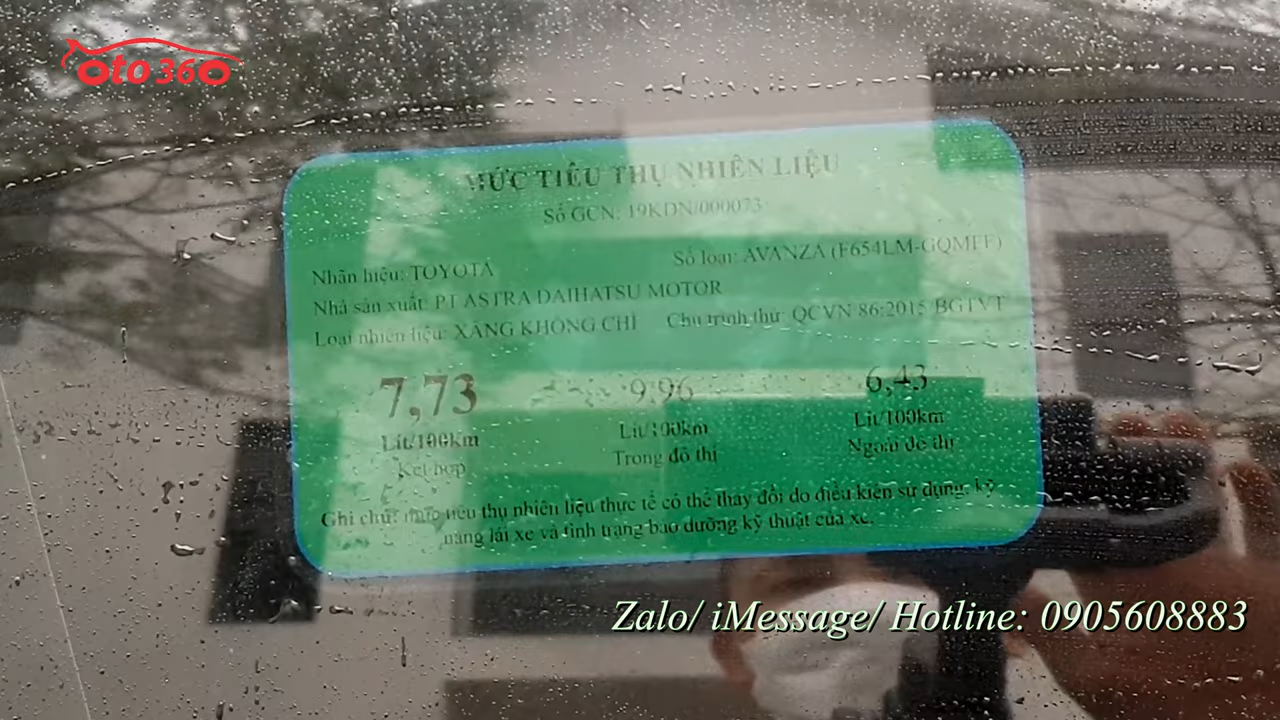 oto 360
MỨC TIÊU THỤ NHIÊN LIỆU
Số GCN: 19KDN/000073
Nhãn hiệu: TOYOTA
Số loại: AVANZA (F654LM-GQMFF)
Nhà sản xuất: PT ASTRA DAIHATSU MOTOR
Loại nhiên liệu: XĂNG KHÔNG CHÌ
Chu trình thử: QCVN 86:2015/BGTVT
7,73
9.96
6,43
Lít/100km
Lít/100km
Lít/100km
Kết hợp
Trong đô thị
Ngoài đô thị
Ghi chú: mức tiêu thụ nhiên liệu thực tế có thể thay đổi do điều kiện sử dụng, kỹ
năng lái xe và tình trạng bảo dưỡng kỹ thuật của xe.
Zalo/ iMessage/ Hotline: 0905608883